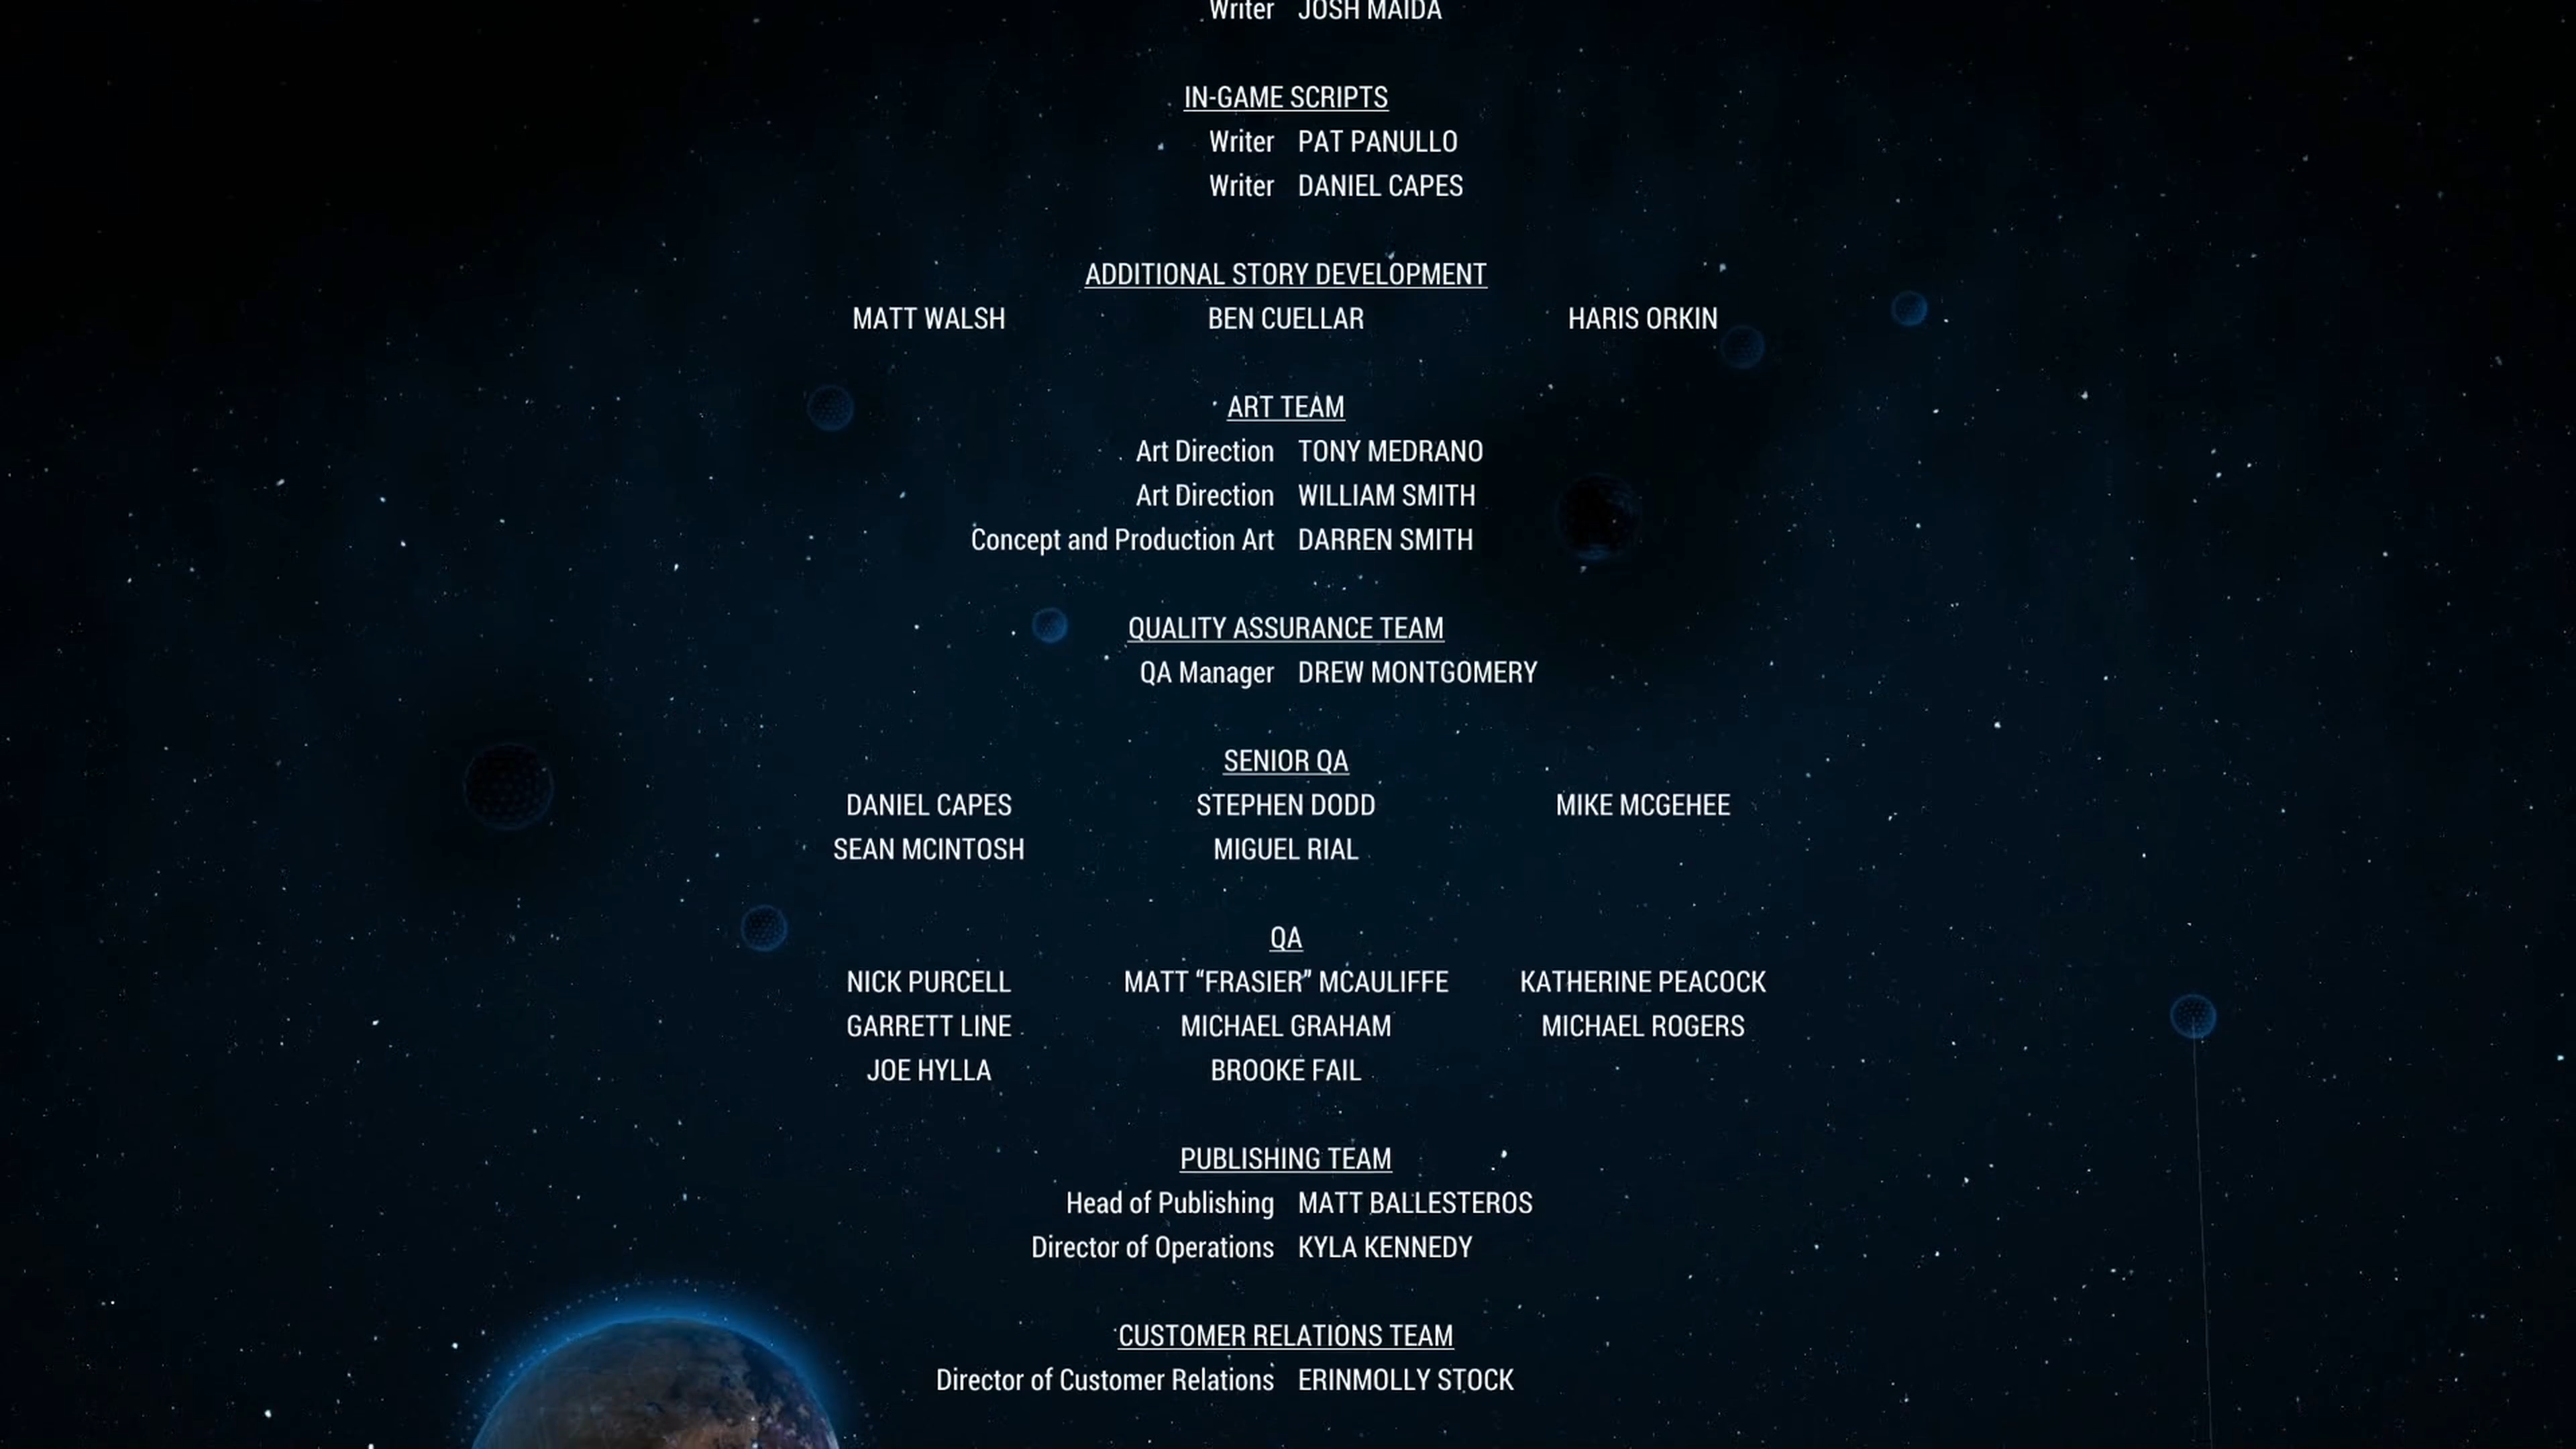 Writer JOSH MAIDA
IN-GAME SCRIPTS
Writer PAT PANULLO
Writer DANIEL CAPES
ADDITIONAL STORY DEVELOPMENT
MATT WALSH BEN CUELLAR HARIS ORKIN
ART TEAM
Art Direction TONY MEDRANO
Art Direction WILLIAM SMITH
Concept and Production Art DARREN SMITH
QUALITY ASSURANCE TEAM
QA Manager DREW MONTGOMERY
SENIOR QA
DANIEL CAPES STEPHEN DODD MIKE MCGEHEE
SEAN MCINTOSH MIGUEL RIAL
QA
NICK PURCELL MATT “FRASIER” MCAULIFFE KATHERINE PEACOCK
GARRETT LINE MICHAEL GRAHAM MICHAEL ROGERS
JOE HYLLA BROOKE FAIL
PUBLISHING TEAM
Head of Publishing MATT BALLESTEROS
Director of Operations KYLA KENNEDY
CUSTOMER RELATIONS TEAM
Director of Customer Relations ERINMOLLY STOCK